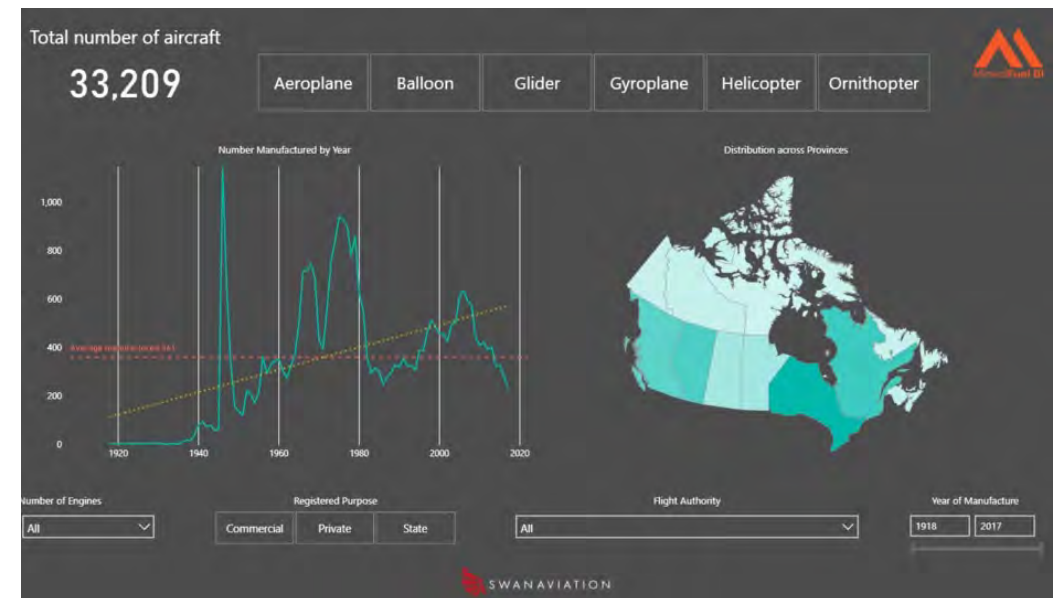 Total number of aircraft
33,209
Aeroplane Balloon Glider Gyroplane Helicopter Ornithopter
Number Manufactured by Year
Distribution across Provinces
1,000
800
600
400
Average
200
0
1920 1940 1960 1980 2000 2020
Number of Engines
All
Registered Purpose
Commercial Private State
Flight Authority
All
Year of Manufacture
1918 2017
SWANAVIATION